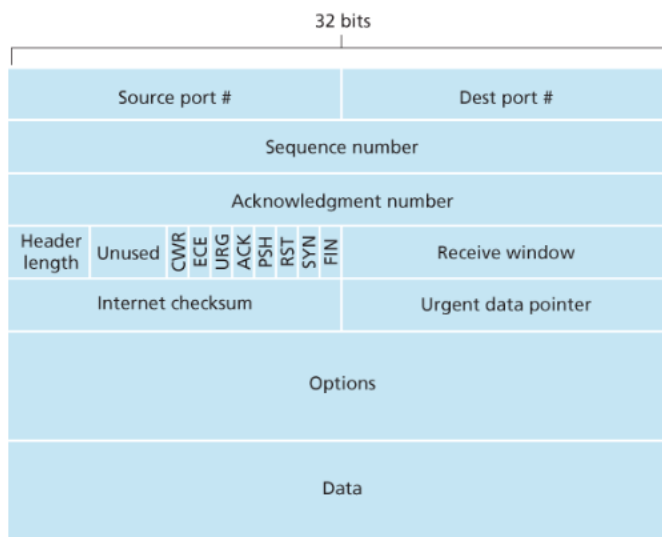 32 bits
Source port # Dest port #
Sequence number
Acknowledgment number
Header length Unused CWR ECE URG ACK PSH RST SYN FIN Receive window
Internet checksum Urgent data pointer
Options
Data